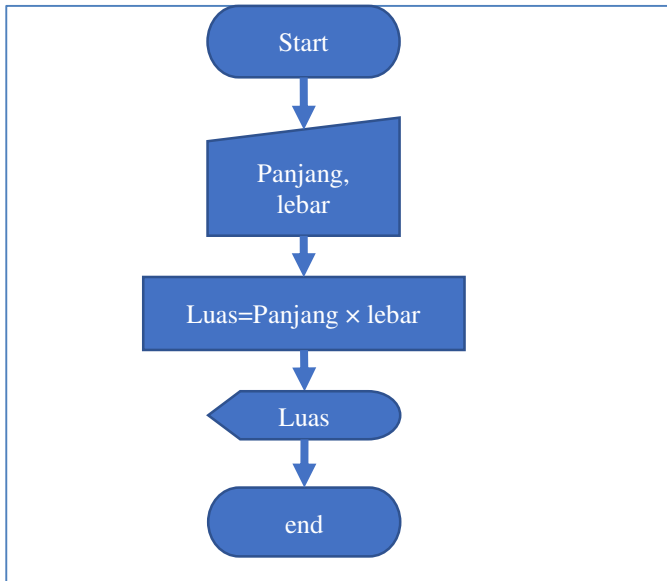 Start
Panjang,
lebar
Luas=Panjang × lebar
Luas
end